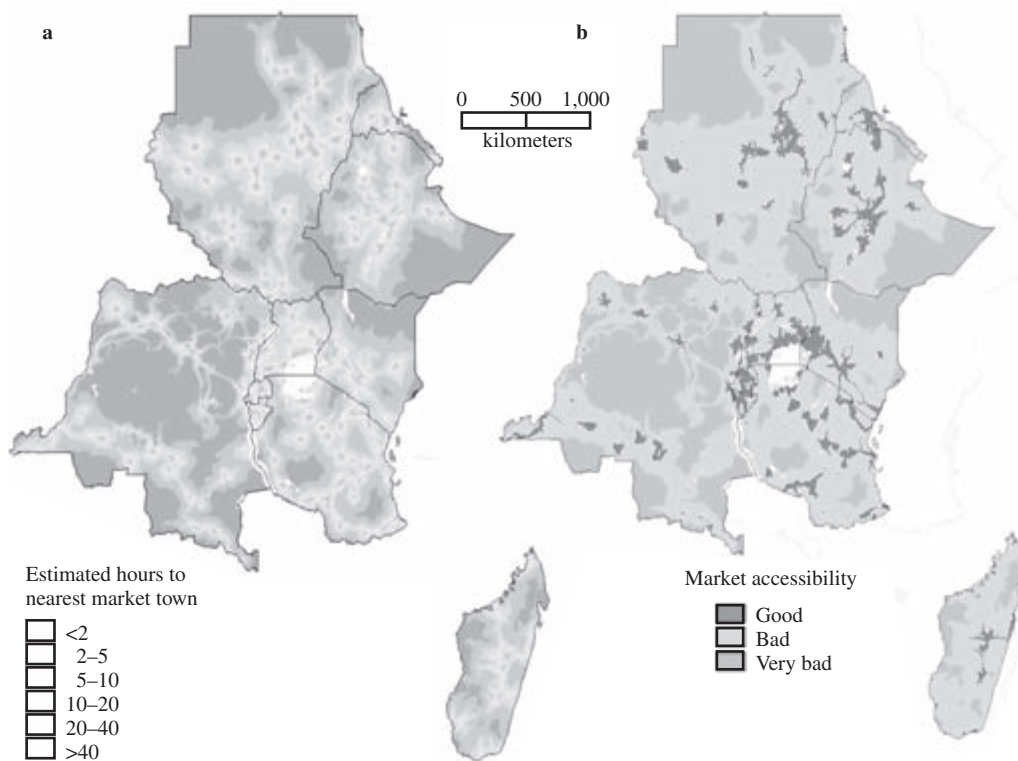 a
b
0 500 1,000
kilometers
Estimated hours to
nearest market town
<2
2–5
5–10
10–20
20–40
>40
Market accessibility
Good
Bad
Very bad